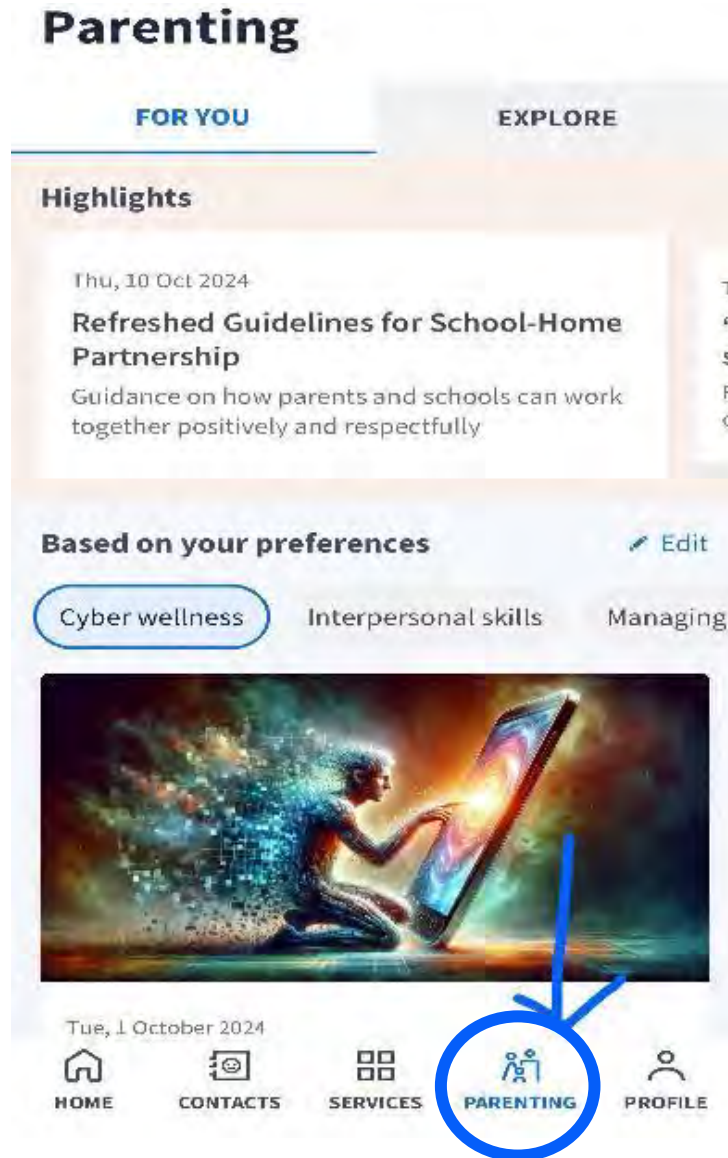 Parenting
FOR YOU EXPLORE
Highlights
Thu, 10 Oct 2024
Refreshed Guidelines for School-Home
Partnership
Guidance on how parents and schools can work
together positively and respectfully
Based on your preferences Edit
Cyber wellness Interpersonal skills Managing
Tue, 1 October 2024
HOME CONTACTS SERVICES PARENTING PROFILE